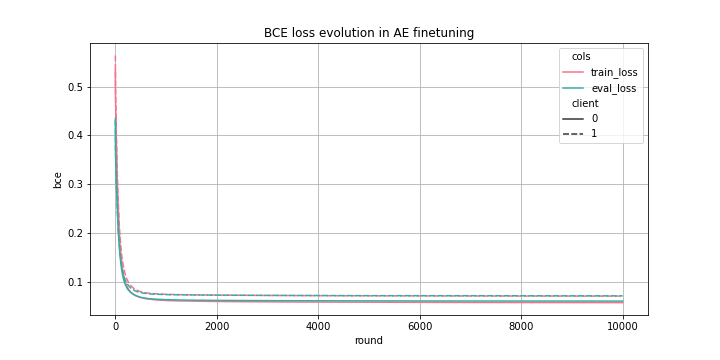 BCE loss evolution in AE finetuning
cols
train_loss
eval_loss
client
0
1
bce
0.5
0.4
0.3
0.2
0.1
0 2000 4000 6000 8000 10000
round